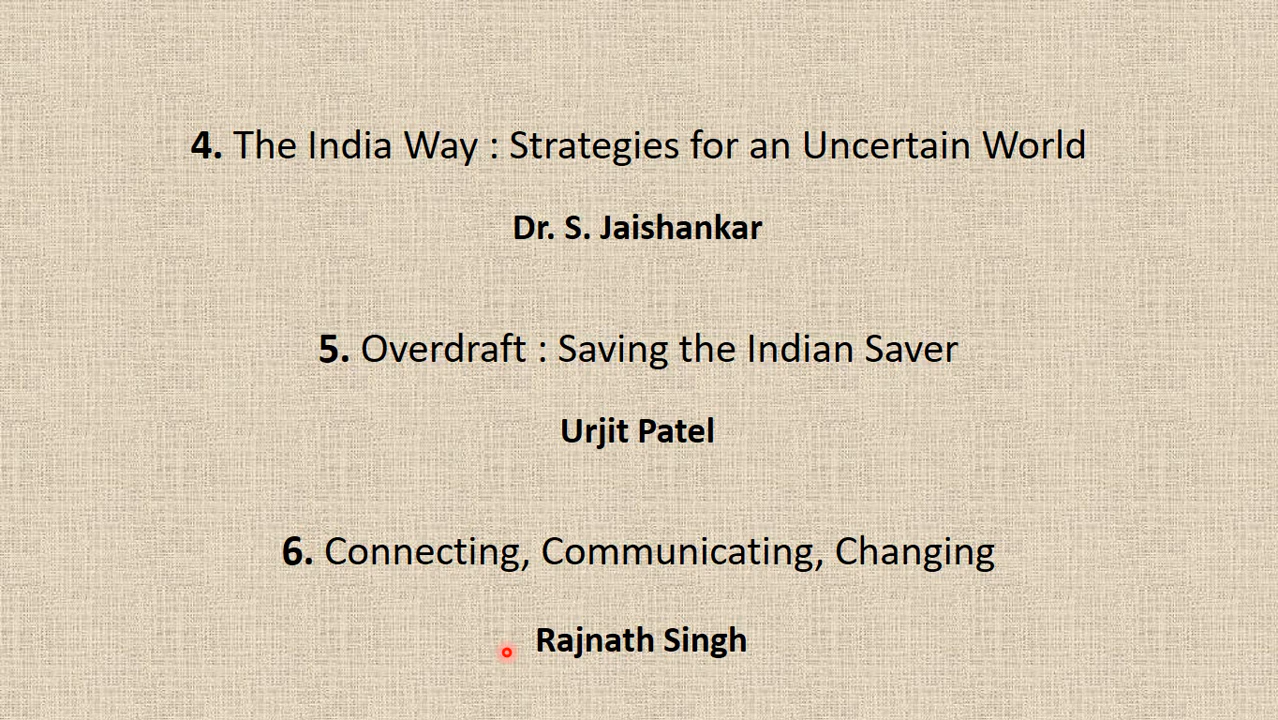 4. The India Way : Strategies for an Uncertain World
Dr. S. Jaishankar
5. Overdraft : Saving the Indian Saver
Urjit Patel
6. Connecting, Communicating, Changing
Rajnath Singh